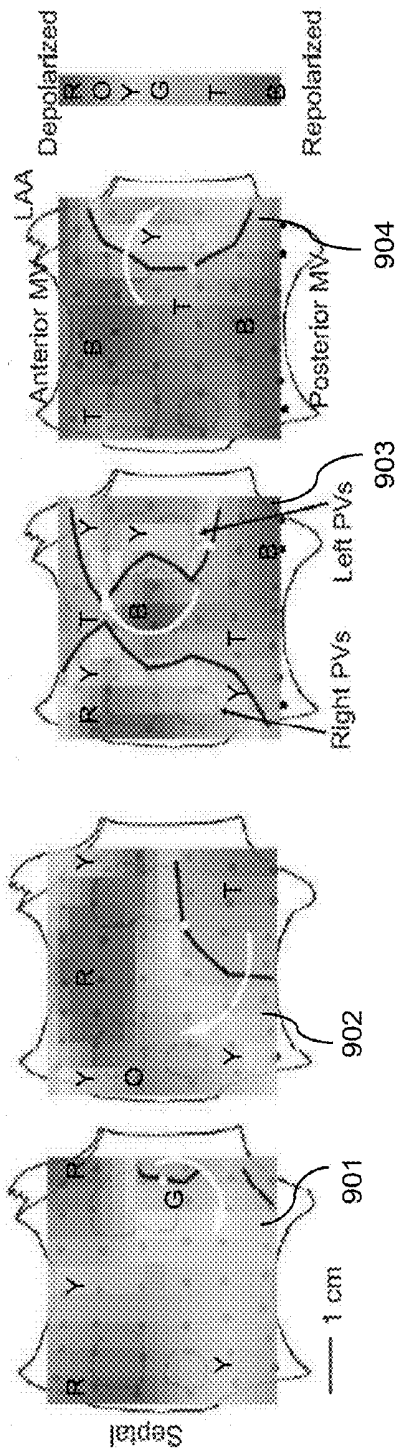 Septal
R
Y
R
G
Y
901
1 cm
Y
R
Y
O
T
Y
902
R
Y
T
Y
B
Y
Y
T
B
903
Right PVs
Left PVs
LAA
Anterior MV
T
B
Y
T
B
Posterior MV
904
Depolarized
R
O
Y
G
T
B
Repolarized